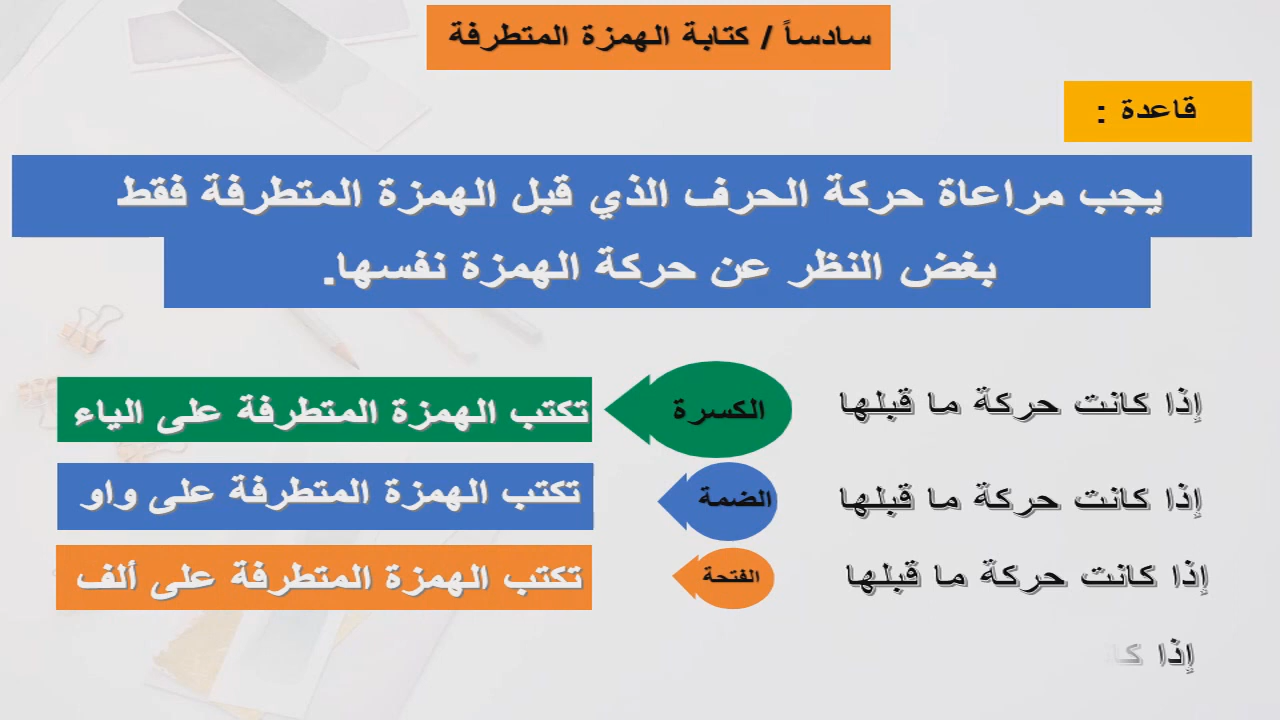 سادساً / كتابة الهمزة المتطرفة
قاعدة :
يجب مراعاة حركة الحرف الذي قبل الهمزة المتطرفة فقط
بغض النظر عن حركة الهمزة نفسها.
إذا كانت حركة ما قبلها الكسرة تكتب الهمزة المتطرفة على الياء
إذا كانت حركة ما قبلها الضمة تكتب الهمزة المتطرفة على واو
إذا كانت حركة ما قبلها الفتحة تكتب الهمزة المتطرفة على ألف
إذا